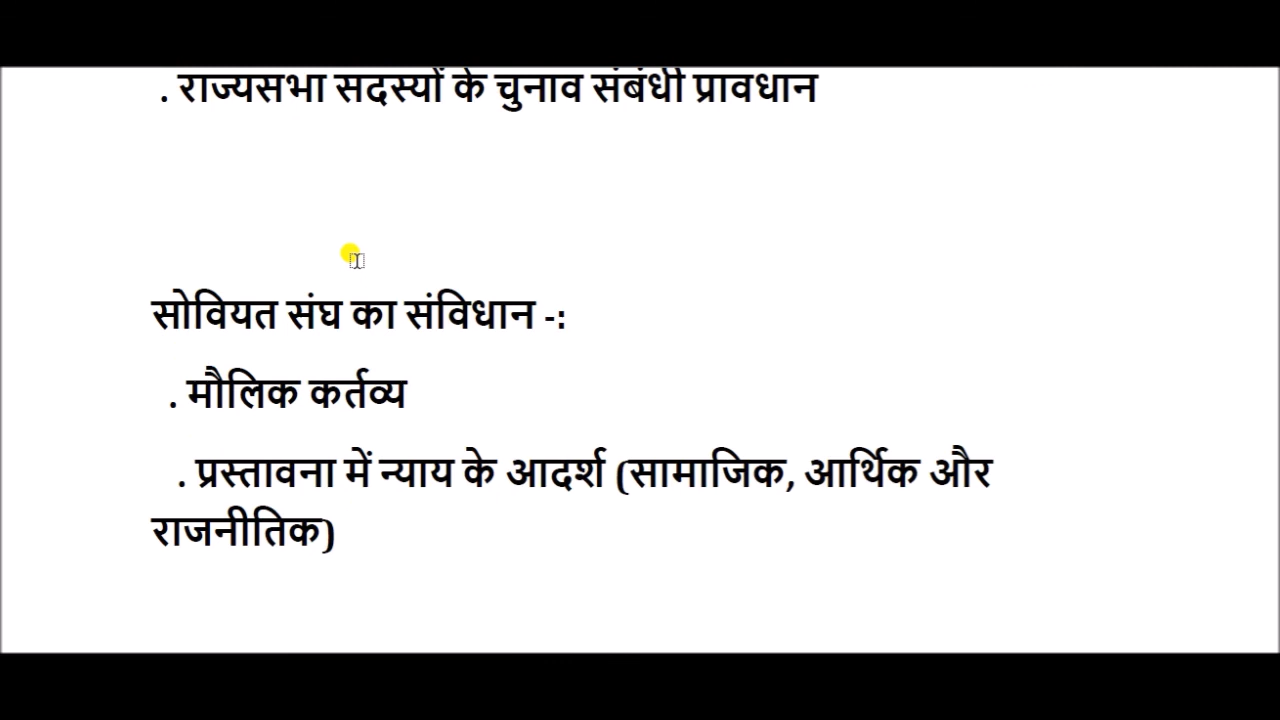 . राज्यसभा सदस्यों के चुनाव संबंधी प्रावधान
सोवियत संघ का संविधान -:
. मौलिक कर्तव्य
. प्रस्तावना में न्याय के आदर्श (सामाजिक, आर्थिक और
राजनीतिक)